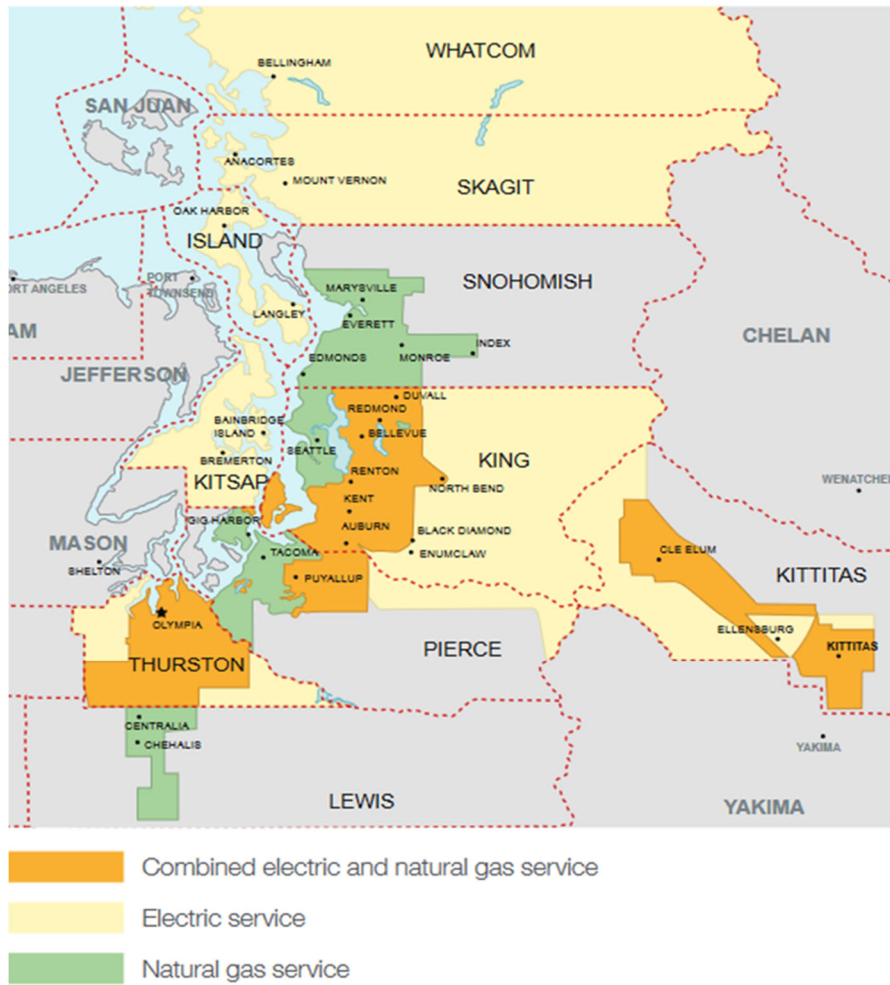 WHATCOM
BELLINGHAM
SAN JUAN
ANACORTES
MOUNT VERNON
SKAGIT
OAK HARBOR
ISLAND
SNOHOMISH
PORT
TOWNSEND
ORT ANGELES
MARYSVILLE
LANGLEY
EVERETT
CHELAN
AM
INDEX
EDMONDS
MONROE
JEFFERSON
DUVALL
REDMOND
BAINBRIDGE
ISLAND
BELLEVUE
SEATTLE
KING
BREMERTON
RENTON
KITSAP
NORTH BEND
WENATCHE
KENT
GIG HARBOR
AUBURN
BLACK DIAMOND
MASON
TACOMA
ENUMCLAW
CLE ELUM
SHELTON
PUYALLUP
KITTITAS
OLYMPIA
ELLENSBURG
KITTITAS
PIERCE
THURSTON
CENTRALIA
CHEHALIS
YAKIMA
LEWIS
YAKIMA
Combined electric and natural gas service
Electric service
Natural gas service